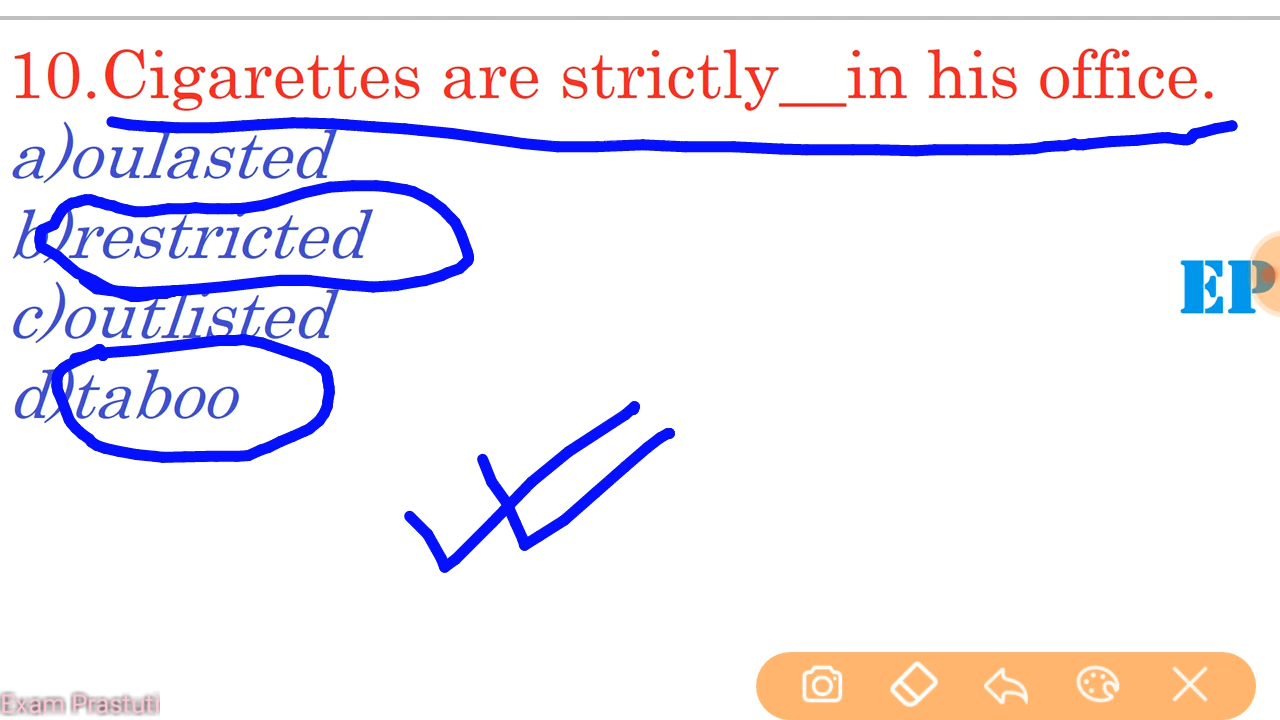 10.Cigarettes are strictly__in his office.
a)oulasted
b)restricted
c)outlisted
d)taboo
EP
Exam Prastuti